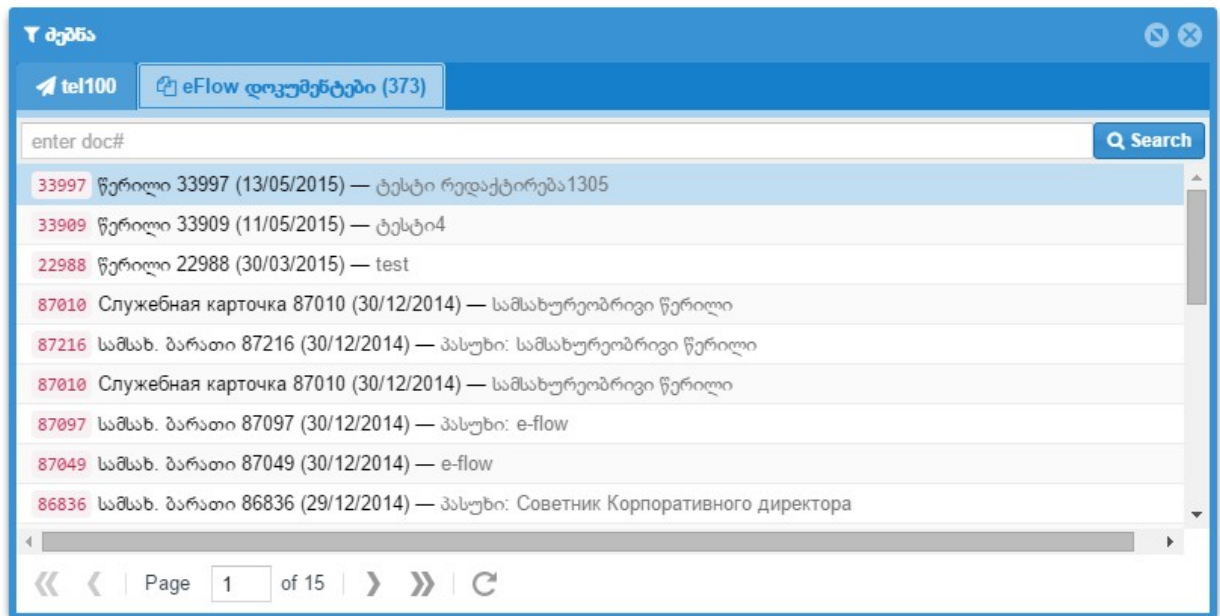 ძებნა
tel100 eFlow დოკუმენტები (373)
enter doc# Search
33997 წერილი 33997 (13/05/2015) — ტესტი რედაქტირება1305
33909 წერილი 33909 (11/05/2015) — ტესტი4
22988 წერილი 22988 (30/03/2015) — test
87010 Служебная карточка 87010 (30/12/2014) — სამსახურეობრივი წერილი
87216 სამსახ. ბარათი 87216 (30/12/2014) — პასუხი: სამსახურეობრივი წერილი
87010 Служебная карточка 87010 (30/12/2014) — სამსახურეობრივი წერილი
87097 სამსახ. ბარათი 87097 (30/12/2014) — პასუხი: e-flow
87049 სამსახ. ბარათი 87049 (30/12/2014) — e-flow
86836 სამსახ. ბარათი 86836 (29/12/2014) — პასუხი: Советник Корпоративного директора
Page 1 of 15